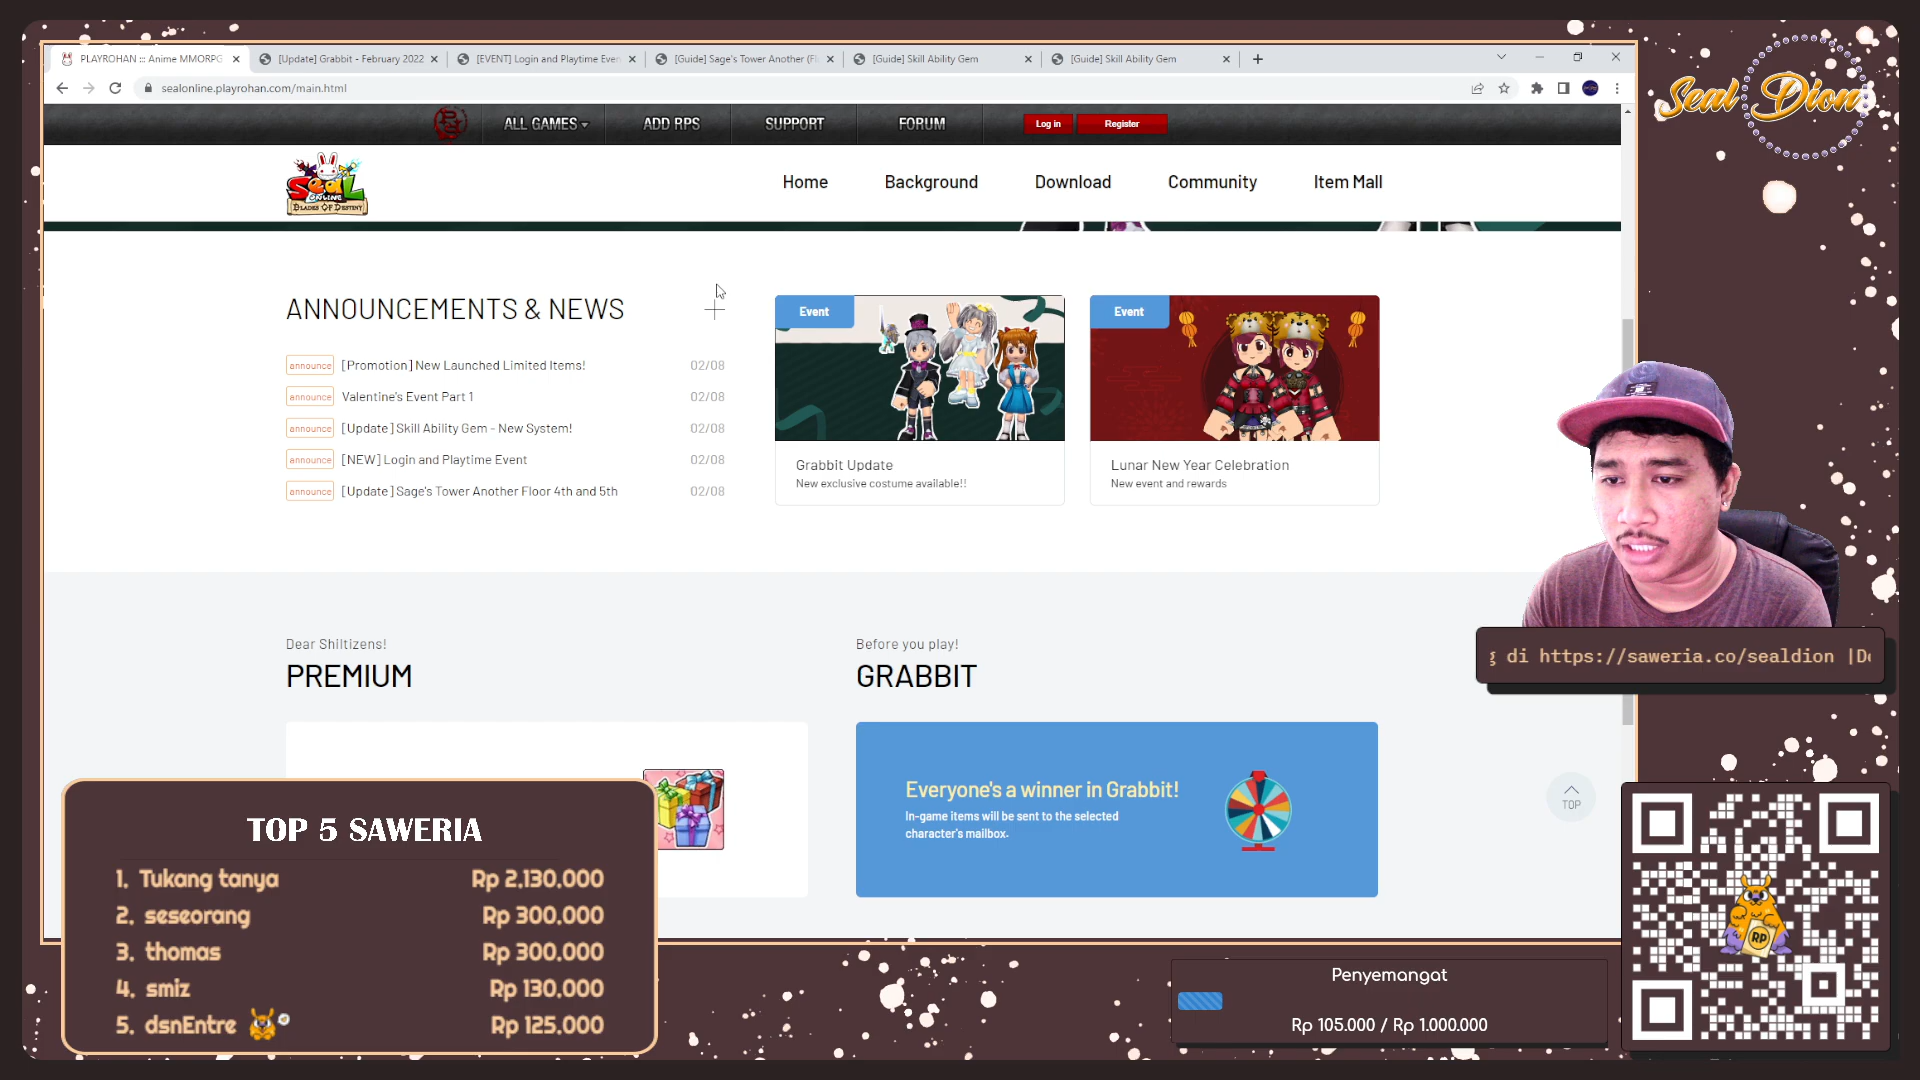 PLAYROHAN ::: Anime MMORPG
[Update] Grabbit - February 2022
[EVENT] Login and Playtime Even
[Guide] Sage's Tower Another (Fl
[Guide] Skill Ability Gem
[Guide] Skill Ability Gem
sealonline.playrohan.com/main.html
ALL GAMES
ADD RPS
SUPPORT
FORUM
Log in
Register
Seal Dion
SEAL
ONLINE
BLADES OF DESTINY
Home
Background
Download
Community
Item Mall
ANNOUNCEMENTS & NEWS
announce [Promotion] New Launched Limited Items! 02/08
announce Valentine's Event Part 1 02/08
announce [Update] Skill Ability Gem - New System! 02/08
announce [NEW] Login and Playtime Event 02/08
announce [Update] Sage's Tower Another Floor 4th and 5th 02/08
Event
Grabbit Update
New exclusive costume available!!
Event
Lunar New Year Celebration
New event and rewards
Dear Shiltizens!
PREMIUM
Before you play!
GRABBIT
Everyone's a winner in Grabbit!
In-game items will be sent to the selected
character's mailbox.
TOP
g di https://saweria.co/sealdion |De
TOP 5 SAWERIA
1. Tukang tanya Rp 2.130.000
2. seseorang Rp 300.000
3. thomas Rp 300.000
4. smiz Rp 130.000
5. dsnEntre Rp 125.000
Penyemangat
Rp 105.000 / Rp 1.000.000
RP